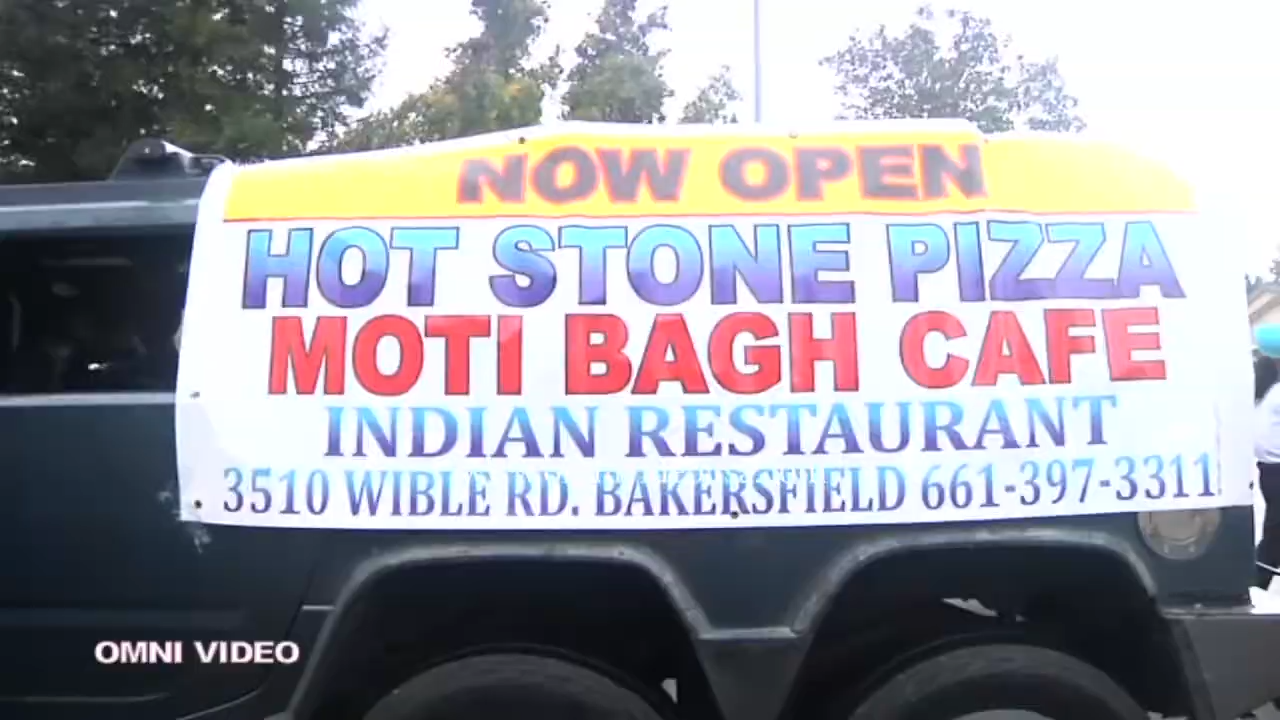 NOW OPEN
HOT STONE PIZZA
MOTI BAGH CAFE
INDIAN RESTAURANT
3510 WIBLE RD. BAKERSFIELD 661-397-3311
OMNI VIDEO